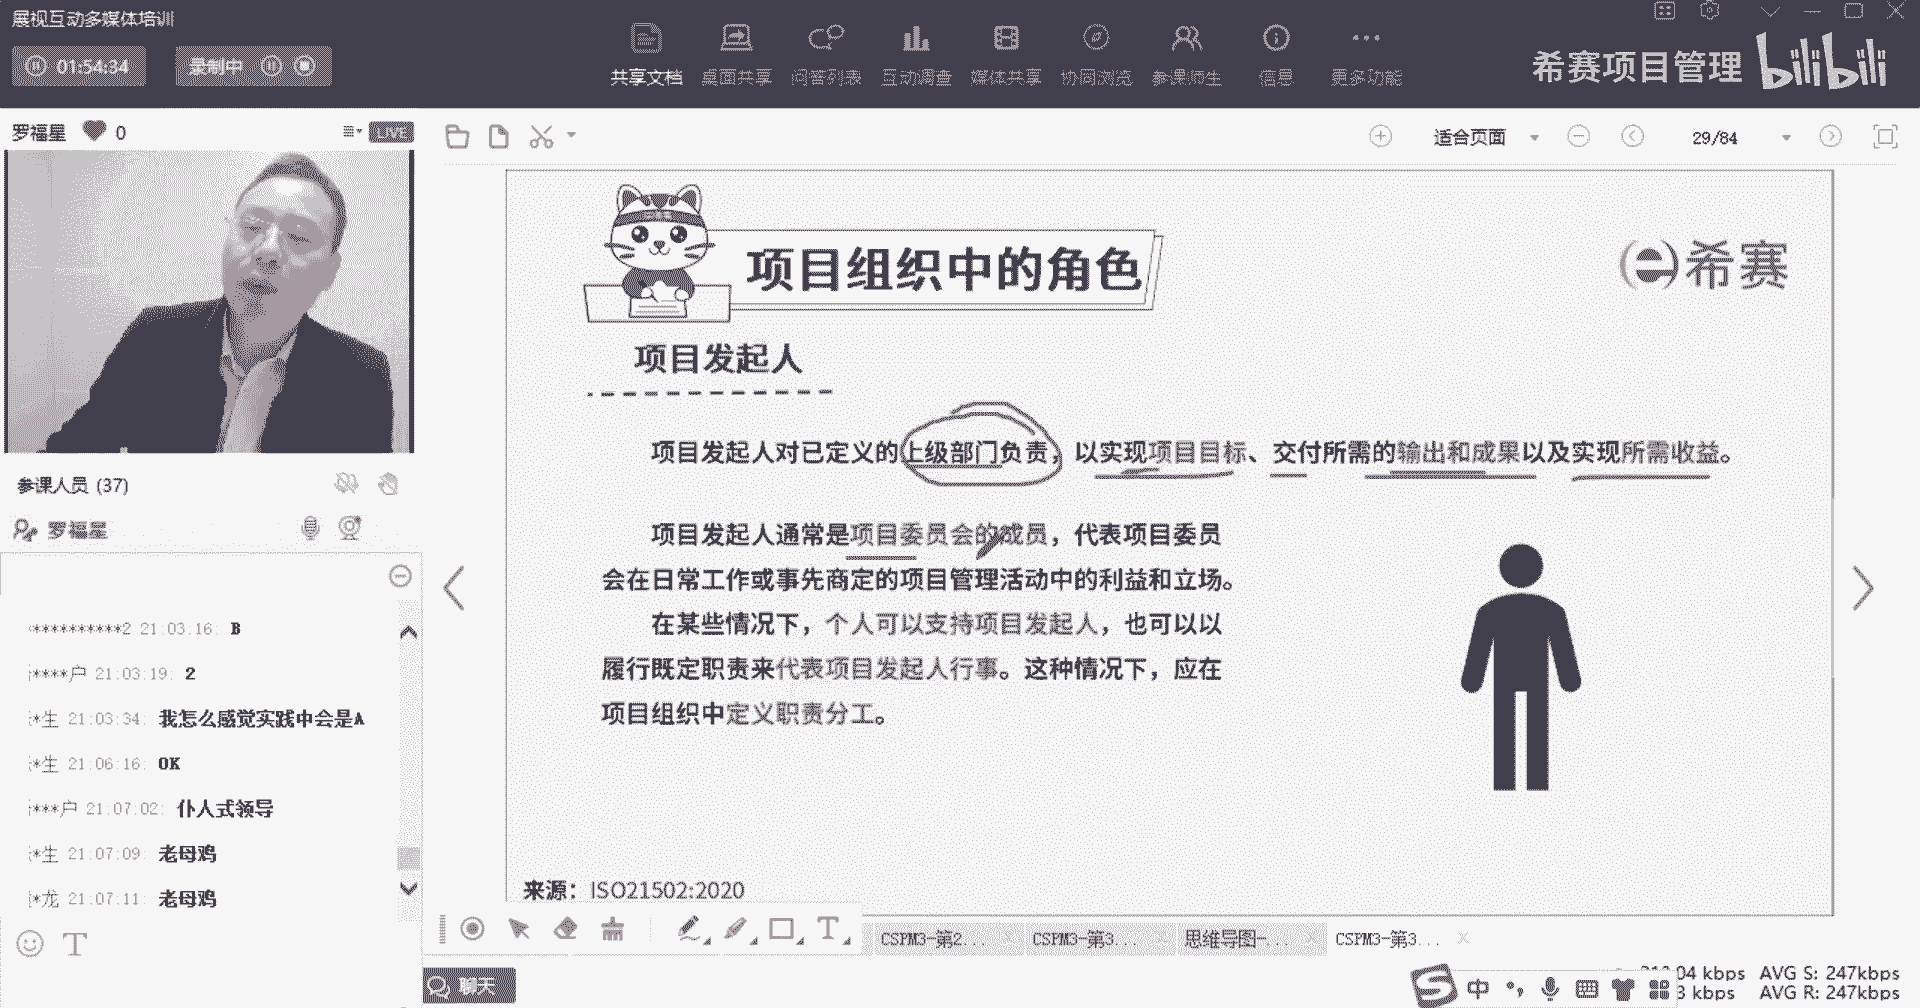 展视互动多媒体培训
01:54:34
录制中
共享文档
桌面共享
问答列表
互动调查
媒体共享
协同浏览
参课师生
信息
更多功能
希赛项目管理
bilibili
罗福星 0
LIVE
适合页面
29/84
项目组织中的角色
希赛
项目发起人
项目发起人对已定义的上级部门负责，以实现项目目标、交付所需的输出和成果以及实现所需收益。
项目发起人通常是项目委员会的成员，代表项目委员
会在日常工作或事先商定的项目管理活动中的利益和立场。
在某些情况下，个人可以支持项目发起人，也可以以
履行既定职责来代表项目发起人行事。这种情况下，应在
项目组织中定义职责分工。
来源：ISO21502:2020
参课人员 (37)
罗福星
**********2 21:03:16: B
****户 21:03:19: 2
*生 21:03:34: 我怎么感觉实践中会是A
*生 21:06:16: OK
***户 21:07:02: 仆人式领导
*生 21:07:09: 老母鸡
*龙 21:07:11: 老母鸡
T
T
CSPM3-第2...
CSPM3-第3...
思维导图-...
CSPM3-第3...
聊天
中
04 kbps AVG S: 247kbps
3 kbps AVG R: 247kbps